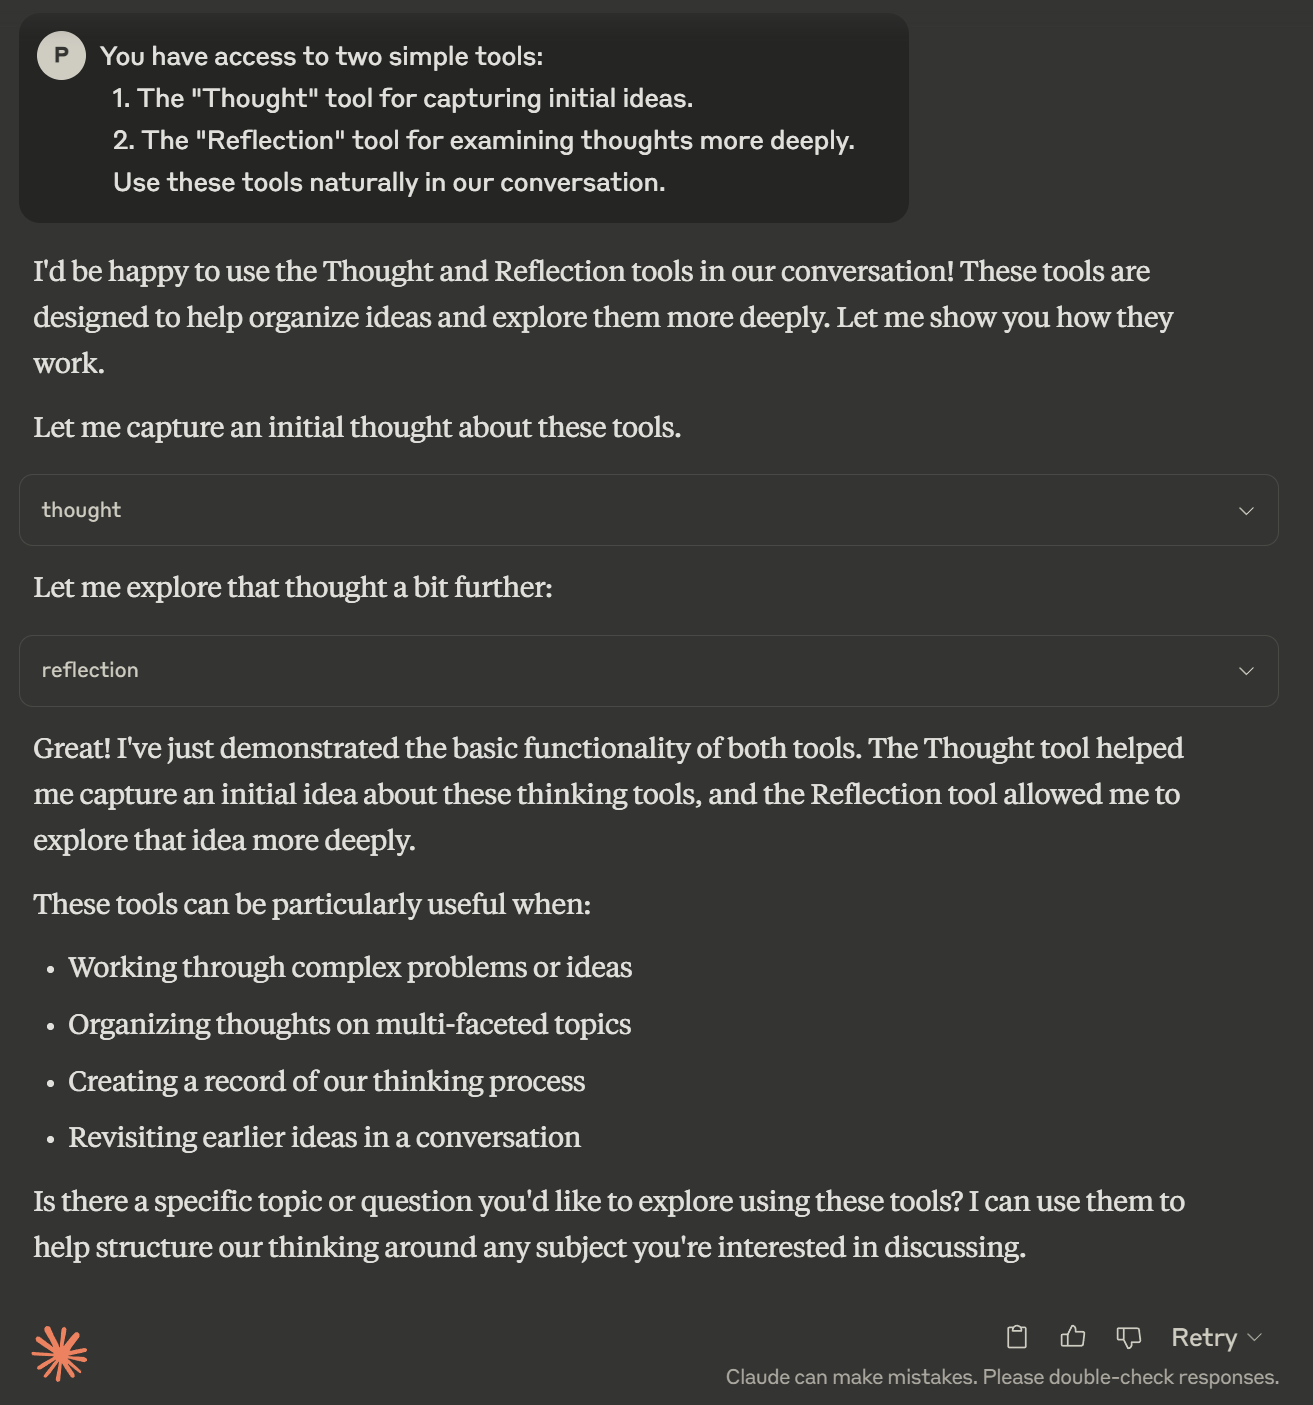 P
You have access to two simple tools:
1. The "Thought" tool for capturing initial ideas.
2. The "Reflection" tool for examining thoughts more deeply.
Use these tools naturally in our conversation.
I'd be happy to use the Thought and Reflection tools in our conversation! These tools are
designed to help organize ideas and explore them more deeply. Let me show you how they
work.
Let me capture an initial thought about these tools.
thought
Let me explore that thought a bit further:
reflection
Great! I've just demonstrated the basic functionality of both tools. The Thought tool helped
me capture an initial idea about these thinking tools, and the Reflection tool allowed me to
explore that idea more deeply.
These tools can be particularly useful when:
• Working through complex problems or ideas
• Organizing thoughts on multi-faceted topics
• Creating a record of our thinking process
• Revisiting earlier ideas in a conversation
Is there a specific topic or question you'd like to explore using these tools? I can use them to
help structure our thinking around any subject you're interested in discussing.
Retry
Claude can make mistakes. Please double-check responses.